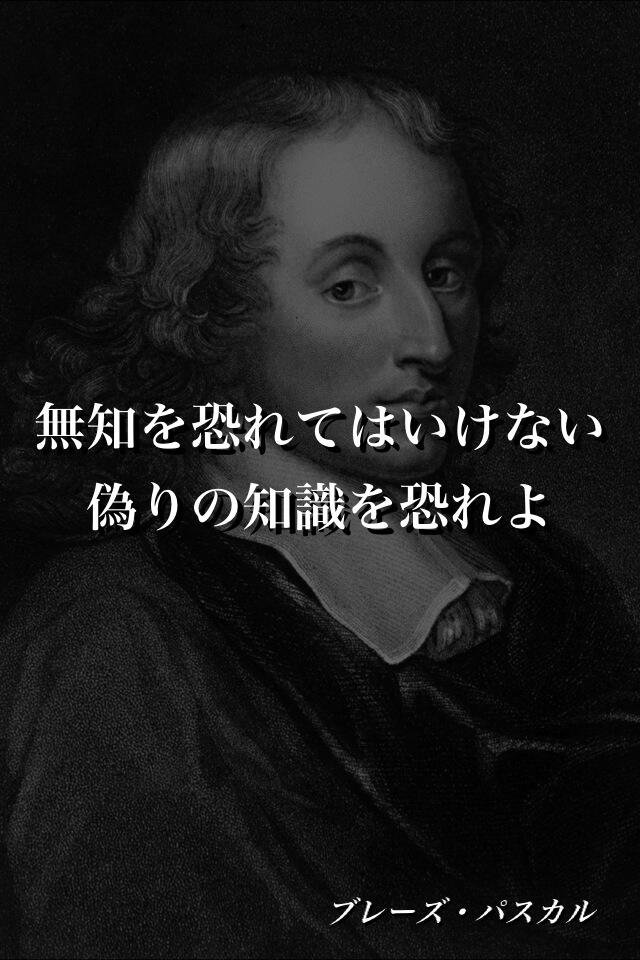 無知を恐れてはいけない
偽りの知識を恐れよ
ブレーズ・パスカル